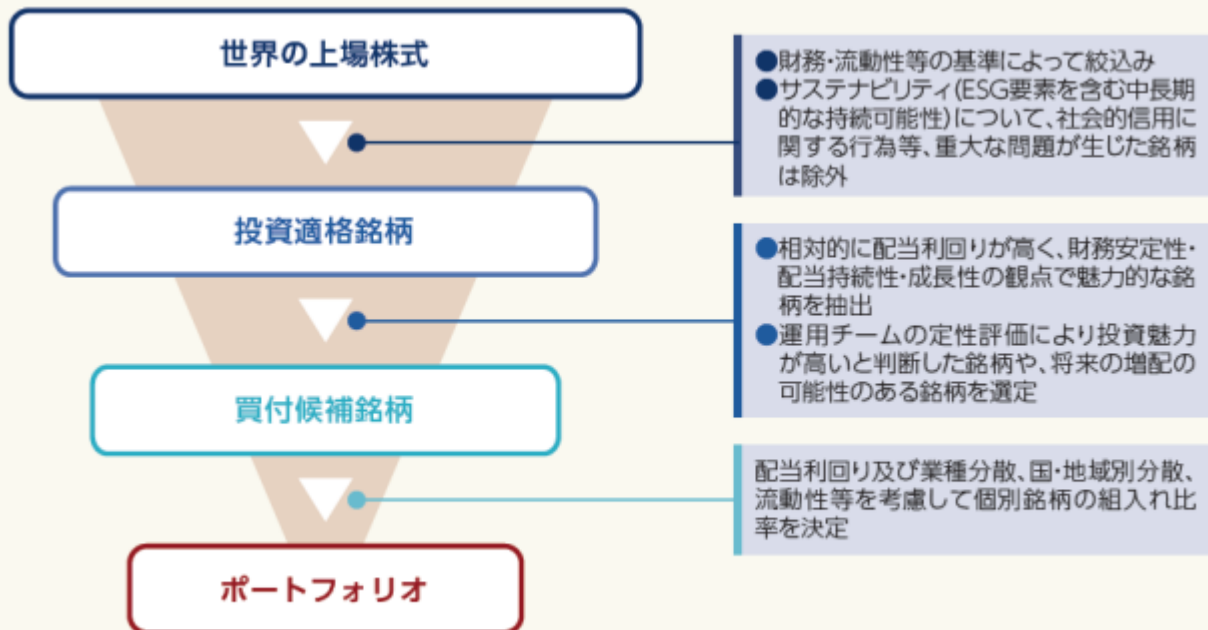 世界の上場株式
●財務・流動性等の基準によって絞込み
●サステナビリティ(ESG要素を含む中長期
的な持続可能性)について、社会的信用に
関する行為等、重大な問題が生じた銘柄
は除外
投資適格銘柄
●相対的に配当利回りが高く、財務安定性・
配当持続性・成長性の観点で魅力的な銘
柄を抽出
●運用チームの定性評価により投資魅力
が高いと判断した銘柄や、将来の増配の
可能性のある銘柄を選定
買付候補銘柄
配当利回り及び業種分散、国・地域別分散、
流動性等を考慮して個別銘柄の組入れ比
率を決定
ポートフォリオ